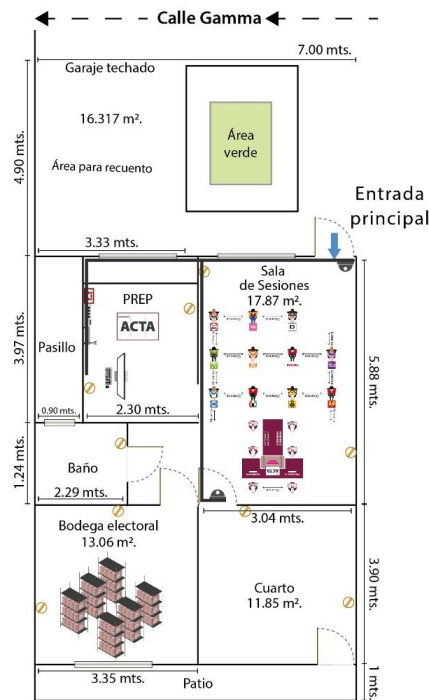 Calle Gamma
7.00 mts.
Garaje techado
16.317 m².
Área para recuento
4.90 mts.
Área
verde
Entrada
principal
3.33 mts.
Sala
de Sesiones
17.87 m².
PREP
ACTA
Pasillo
3.97 mts.
5.88 mts.
0.90 mts.
2.30 mts.
1.24 mts.
Baño
2.29 mts.
3.04 mts.
Bodega electoral
13.06 m².
Cuarto
11.85 m².
3.90 mts.
3.35 mts.
Patio
1 mts.